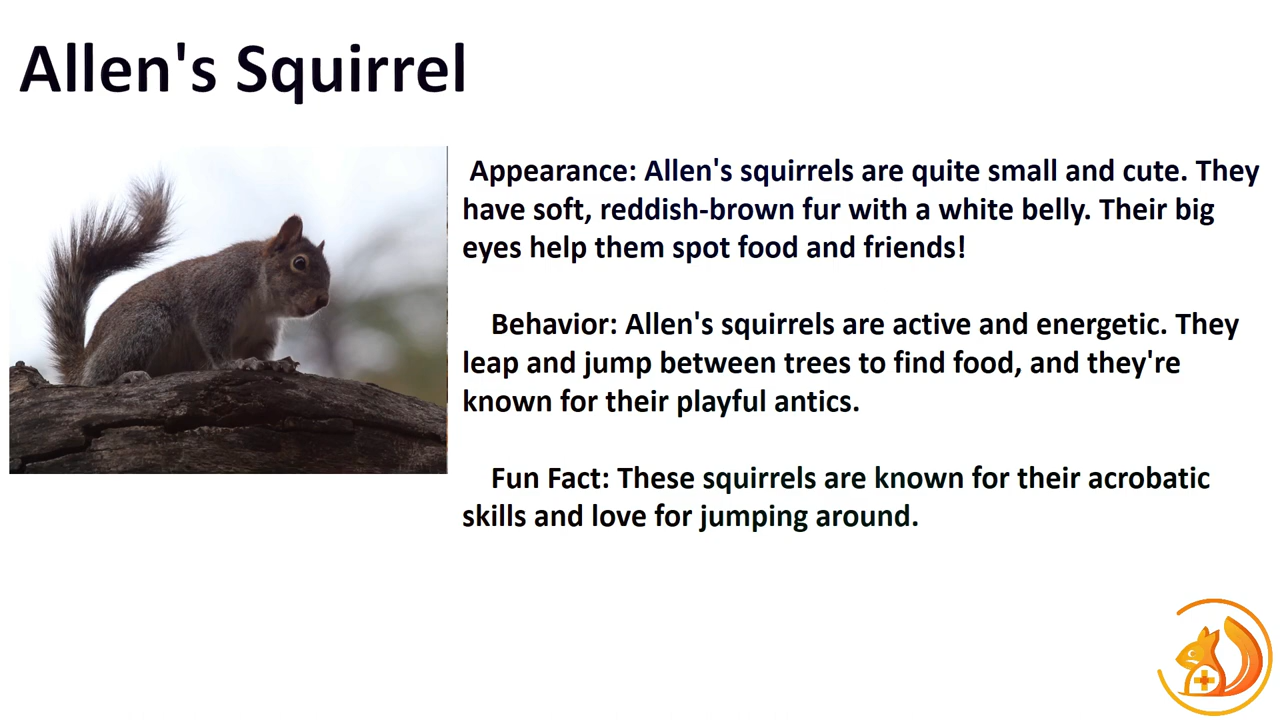 Allen's Squirrel
Appearance: Allen's squirrels are quite small and cute. They
have soft, reddish-brown fur with a white belly. Their big
eyes help them spot food and friends!
Behavior: Allen's squirrels are active and energetic. They
leap and jump between trees to find food, and they're
known for their playful antics.
Fun Fact: These squirrels are known for their acrobatic
skills and love for jumping around.